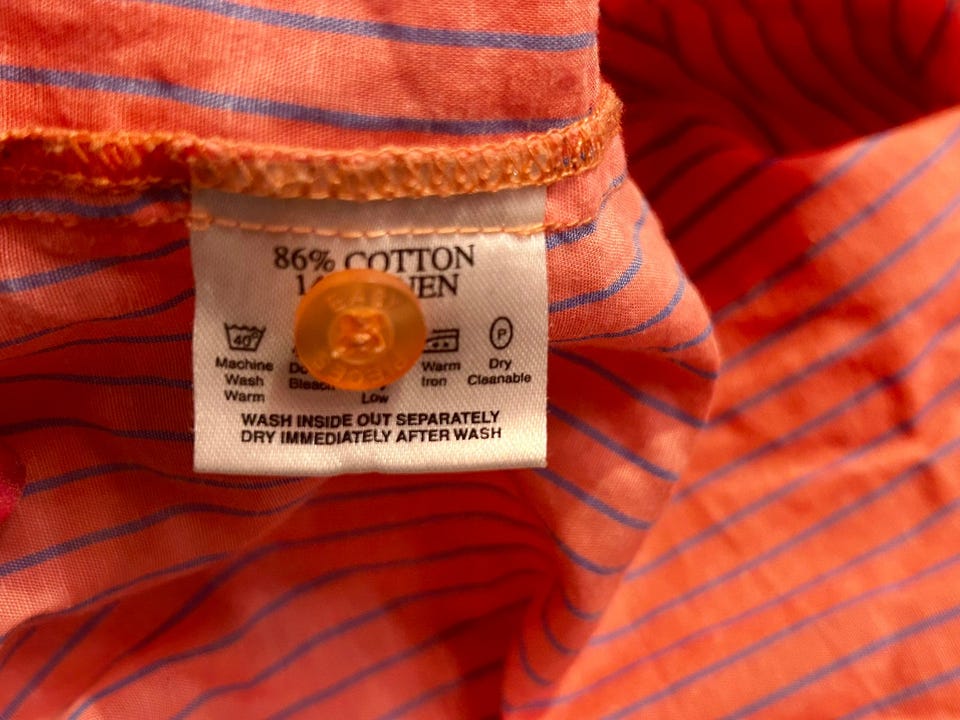 86% COTTON
40°
P
Machine
Wash
Warm
Warm
Iron
Dry
Cleanable
Low
WASH INSIDE OUT SEPARATELY
DRY IMMEDIATELY AFTER WASH